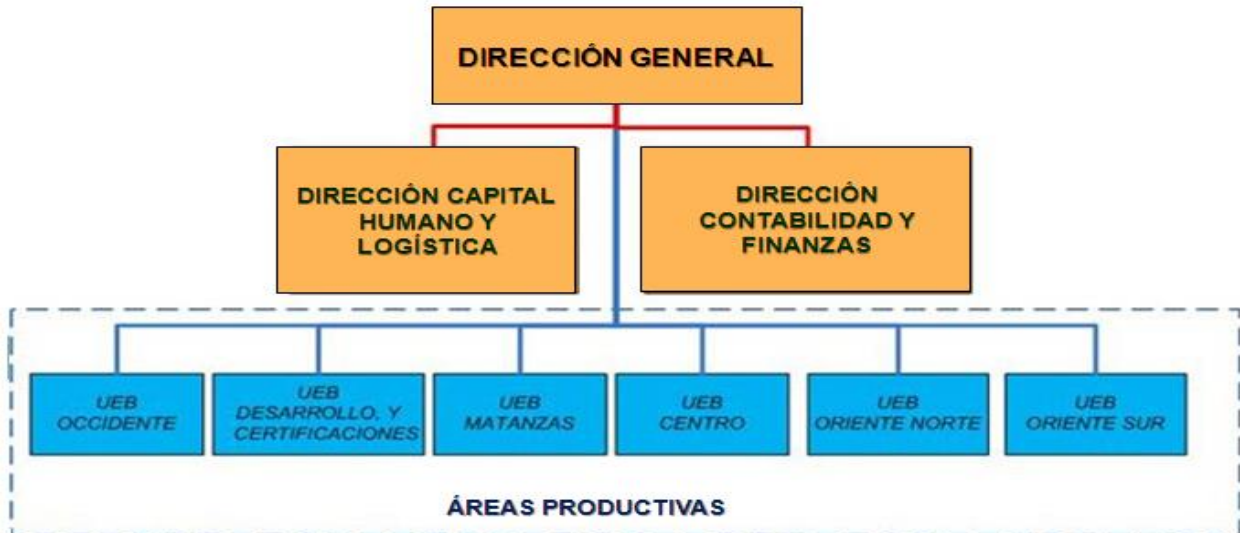 DIRECCIÓN GENERAL
DIRECCIÓN CAPITAL
HUMANO Y
LOGÍSTICA
DIRECCIÓN
CONTABILIDAD Y
FINANZAS
UEB
OCCIDENTE
UEB
DESARROLLO. Y
CERTIFICACIONES
UEB
MATANZAS
UEB
CENTRO
UEB
ORIENTE NORTE
UEB
ORIENTE SUR
ÁREAS PRODUCTIVAS